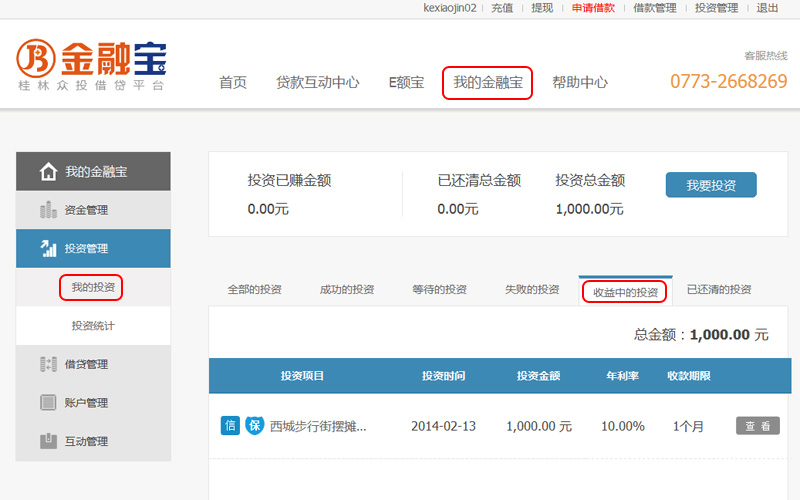 kexiaojin02 | 充值 | 提现 | 申请借款 | 借款管理 | 投资管理 | 退出
金融宝
桂林众投借贷平台
首页 贷款互动中心 E额宝 我的金融宝 帮助中心
客服热线
0773-2668269
我的金融宝
资金管理
投资管理
我的投资
投资统计
借贷管理
账户管理
互动管理
投资已赚金额 已还清总金额 投资总金额 我要投资
0.00元 0.00元 1,000.00元
全部的投资 成功的投资 等待的投资 失败的投资 收益中的投资 已还清的投资
总金额：1,000.00 元
投资项目 投资时间 投资金额 年利率 收款期限
信 保 西城步行街摆摊... 2014-02-13 1,000.00 元 10.00% 1个月 查 看